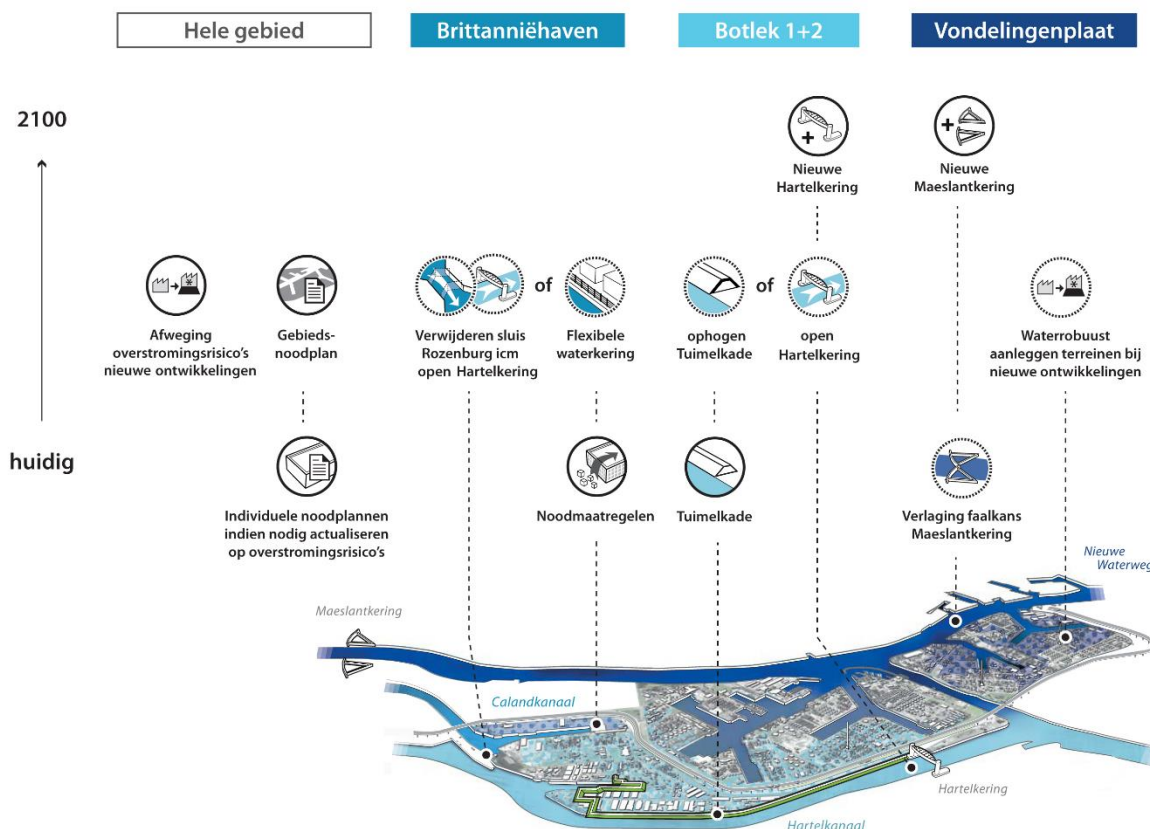 Hele gebied
Brittanniëhaven
Botlek 1+2
Vondelingenplaat
2100
huidig
Nieuwe
Hartelkering
Nieuwe
Maeslantkering
Afweging
overstromingsrisico's
nieuwe ontwikkelingen
Gebieds-
noodplan
Verwijderen sluis
Rozenburg icm
open Hartelkering
of
Flexibele
waterkering
ophogen
Tuimelkade
of
open
Hartelkering
Waterrobuust
aanleggen terreinen bij
nieuwe ontwikkelingen
Individuele noodplannen
indien nodig actualiseren
op overstromingsrisico's
Noodmaatregelen
Tuimelkade
Verlaging faalkans
Maeslantkering
Nieuwe
Waterweg
Maeslantkering
Calandkanaal
Hartelkering
Hartelkanaal